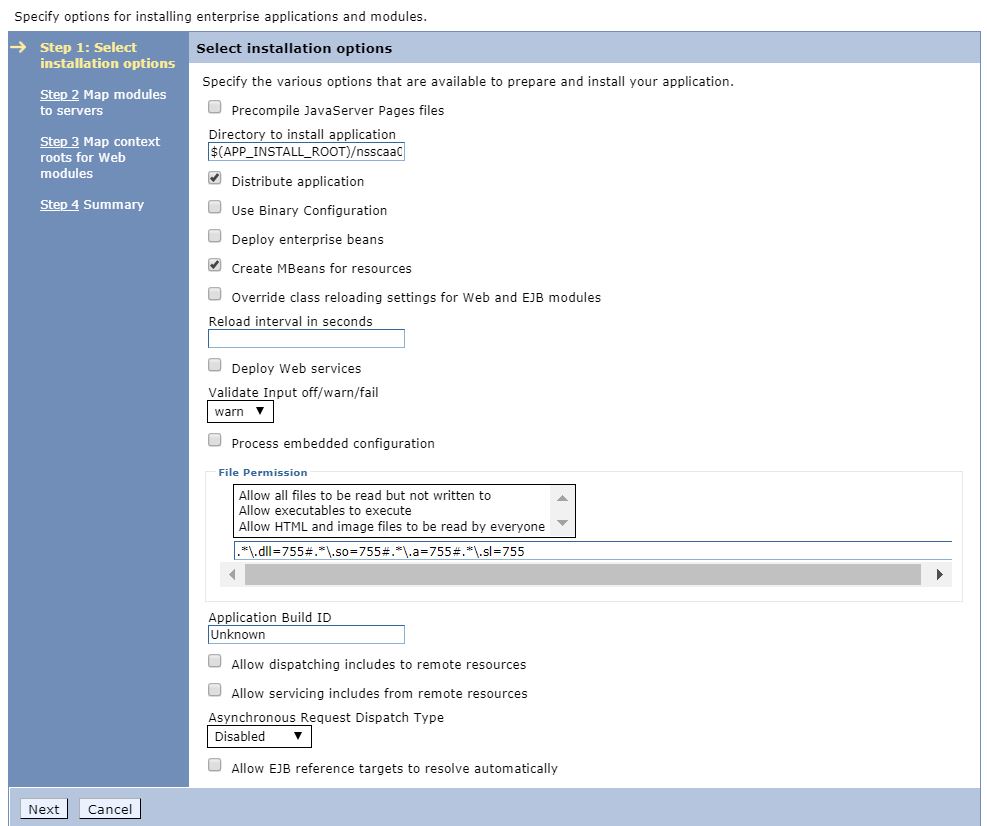 Specify options for installing enterprise applications and modules.
Step 1: Select
installation options
Step 2 Map modules
to servers
Step 3 Map context
roots for Web
modules
Step 4 Summary
Select installation options
Specify the various options that are available to prepare and install your application.
Precompile JavaServer Pages files
Directory to install application
$(APP_INSTALL_ROOT)/nsscaa
Distribute application
Use Binary Configuration
Deploy enterprise beans
Create MBeans for resources
Override class reloading settings for Web and EJB modules
Reload interval in seconds
Deploy Web services
Validate Input off/warn/fail
warn
Process embedded configuration
File Permission
Allow all files to be read but not written to
Allow executables to execute
Allow HTML and image files to be read by everyone
.*\.dll=755#.*\.so=755#.*\.a=755#.*\.sl=755
Application Build ID
Unknown
Allow dispatching includes to remote resources
Allow servicing includes from remote resources
Asynchronous Request Dispatch Type
Disabled
Allow EJB reference targets to resolve automatically
Next
Cancel